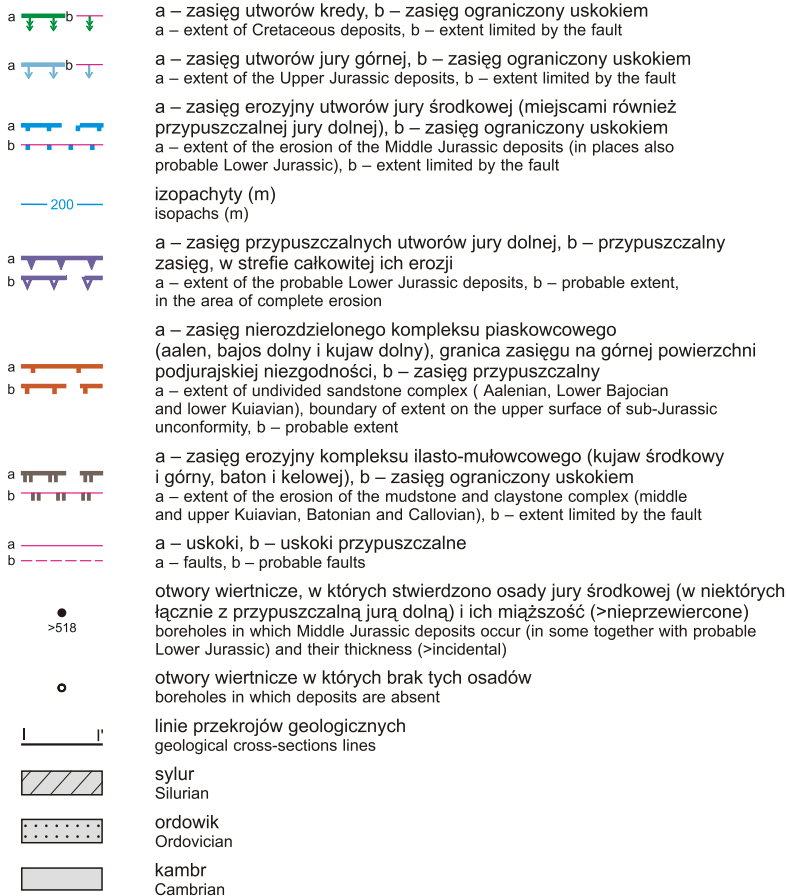 a b a – zasięg utworów kredy, b – zasięg ograniczony uskokiem
a – extent of Cretaceous deposits, b – extent limited by the fault
a b a – zasięg utworów jury górnej, b – zasięg ograniczony uskokiem
a – extent of the Upper Jurassic deposits, b – extent limited by the fault
a – zasięg erozyjny utworów jury środkowej (miejscami również
a przypuszczalnej jury dolnej), b – zasięg ograniczony uskokiem
b a – extent of the erosion of the Middle Jurassic deposits (in places also
probable Lower Jurassic), b – extent limited by the fault
200 izopachyty (m)
isopachs (m)
a – zasięg przypuszczalnych utworów jury dolnej, b – przypuszczalny
a zasięg, w strefie całkowitej ich erozji
b a – extent of the probable Lower Jurassic deposits, b – probable extent,
in the area of complete erosion
a – zasięg nierozdzielonego kompleksu piaskowcowego
(aalen, bajos dolny i kujaw dolny), granica zasięgu na górnej powierzchni
a podjurajskiej niezgodności, b – zasięg przypuszczalny
b a – extent of undivided sandstone complex ( Aalenian, Lower Bajocian
and lower Kuiavian), boundary of extent on the upper surface of sub-Jurassic
unconformity, b – probable extent
a – zasięg erozyjny kompleksu ilasto-mułowcowego (kujaw środkowy
a i górny, baton i kelowej), b – zasięg ograniczony uskokiem
b a – extent of the erosion of the mudstone and claystone complex (middle
and upper Kuiavian, Batonian and Callovian), b – extent limited by the fault
a a – uskoki, b – uskoki przypuszczalne
b a – faults, b – probable faults
otwory wiertnicze, w których stwierdzono osady jury środkowej (w niektórych
łącznie z przypuszczalną jurą dolną) i ich miąższość (>nieprzewiercone)
>518 boreholes in which Middle Jurassic deposits occur (in some together with probable
Lower Jurassic) and their thickness (>incidental)
otwory wiertnicze w których brak tych osadów
boreholes in which deposits are absent
I I' linie przekrojów geologicznych
geological cross-sections lines
sylur
Silurian
ordowik
Ordovician
kambr
Cambrian